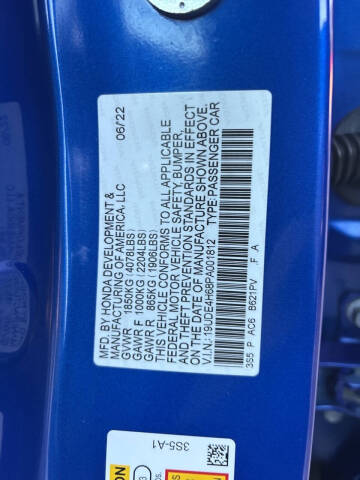 MFD. BY HONDA DEVELOPMENT & 06/22
MANUFACTURING OF AMERICA, LLC
GVWR 1850KG (4078LBS)
GAWR F 1000KG (2204LBS)
GAWR R 865KG (1906LBS)
THIS VEHICLE CONFORMS TO ALL APPLICABLE
FEDERAL MOTOR VEHICLE SAFETY, BUMPER,
AND THEFT PREVENTION STANDARDS IN EFFECT
ON THE DATE OF MANUFACTURE SHOWN ABOVE.
V.I.N.: 19UDE4H68PA001812 TYPE:PASSENGER CAR
3S5 P AC6 B621PV F A
3S5-A1